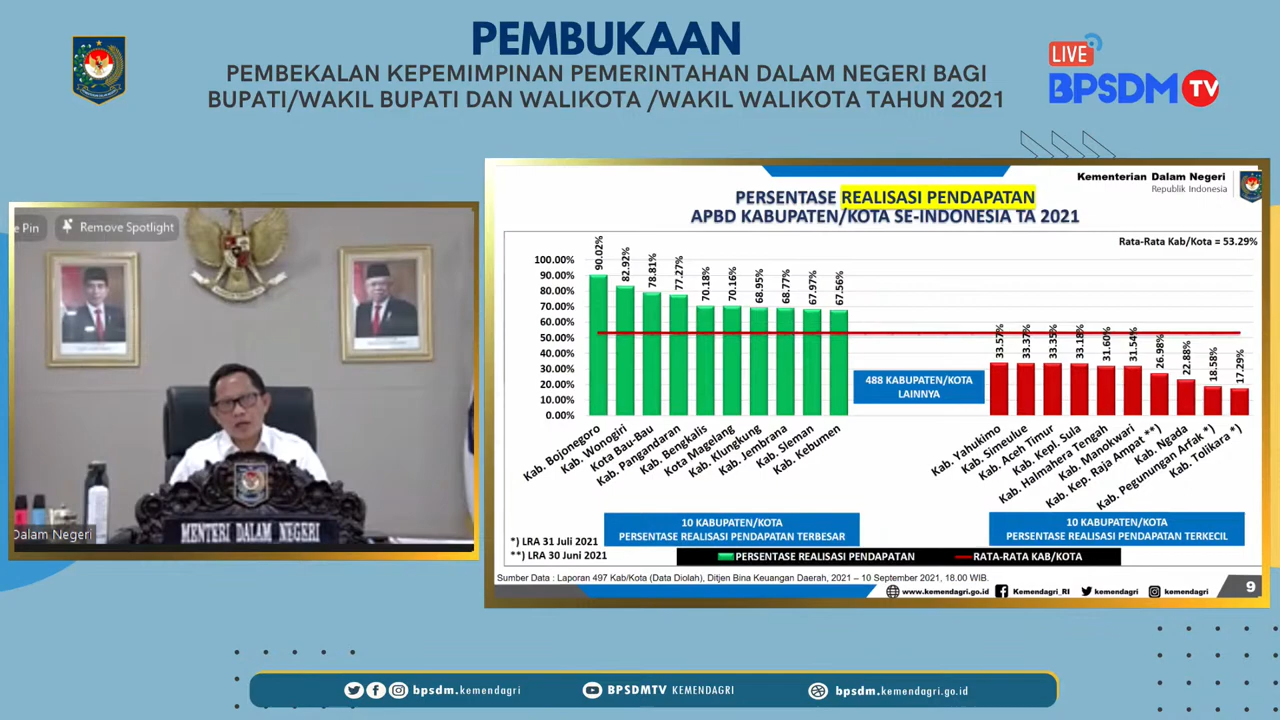 PEMBUKAAN
PEMBEKALAN KEPEMIMPINAN PEMERINTAHAN DALAM NEGERI BAGI
BUPATI/WAKIL BUPATI DAN WALIKOTA /WAKIL WALIKOTA TAHUN 2021
LIVE
BPSDM TV
e Pin
Remove Spotlight
MENTERI DALAM NEGERI
Dalam Negeri
Kementerian Dalam Negeri
Republik Indonesia
PERSENTASE REALISASI PENDAPATAN
APBD KABUPATEN/KOTA SE-INDONESIA TA 2021
Rata-Rata Kab/Kota = 53.29%
100.00%
90.00%
80.00%
70.00%
60.00%
50.00%
40.00%
30.00%
20.00%
10.00%
0.00%
90.02%
82.92%
78.81%
77.27%
70.18%
70.16%
68.95%
68.77%
67.97%
67.56%
33.57%
33.37%
33.35%
33.18%
31.60%
31.54%
26.98%
22.88%
18.58%
17.29%
488 KABUPATEN/KOTA
LAINNYA
Kab. Bojonegoro
Kab. Wonogiri
Kota Bau-Bau
Kab. Pangandaran
Kab. Bengkalis
Kota Magelang
Kab. Klungkung
Kab. Jembrana
Kab. Sleman
Kab. Kebumen
Kab. Yahukimo
Kab. Simeulue
Kab. Aceh Timur
Kab. Kepl. Sula
Kab. Halmahera Tengah
Kab. Manokwari
Kab. Kep. Raja Ampat **)
Kab. Ngada
Kab. Pegunungan Arfak *)
Kab. Tolikara *)
10 KABUPATEN/KOTA
PERSENTASE REALISASI PENDAPATAN TERBESAR
10 KABUPATEN/KOTA
PERSENTASE REALISASI PENDAPATAN TERKECIL
*) LRA 31 Juli 2021
**) LRA 30 Juni 2021
PERSENTASE REALISASI PENDAPATAN
RATA-RATA KAB/KOTA
Sumber Data : Laporan 497 Kab/Kota (Data Diolah), Ditjen Bina Keuangan Daerah, 2021 – 10 September 2021, 18.00 WIB.
www.kemendagri.go.id
Kemendagri_RI
kemendagri
kemendagri
9
bpsdm.kemendagri
BPSDMTV KEMENDAGRI
bpsdm.kemendagri.go.id